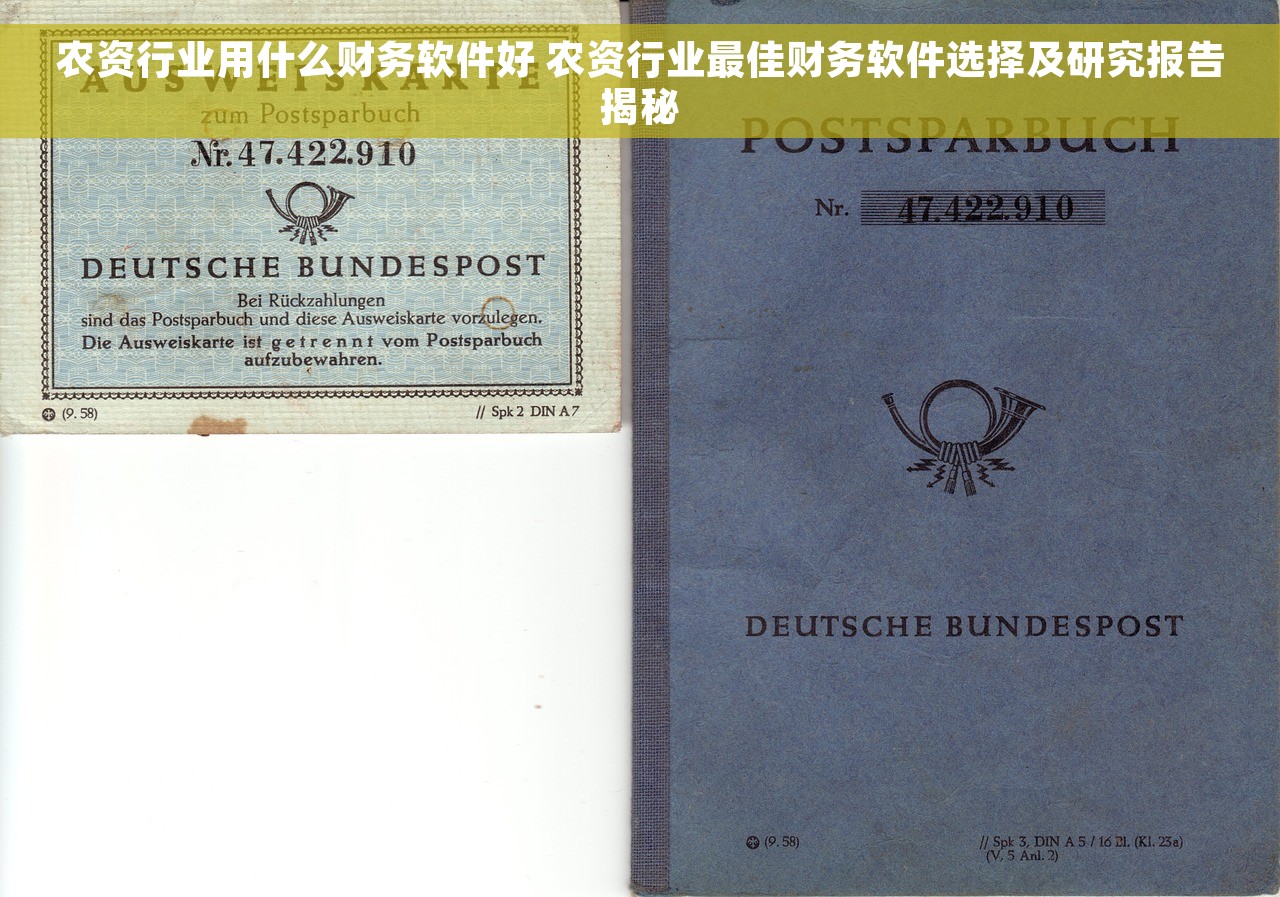 农资行业用什么财务软件好 农资行业最佳财务软件选择及研究报告
揭秘
AUSWEISKARTE
zum Postsparbuch
Nr. 47.422.910
DEUTSCHE BUNDESPOST
Bei Rückzahlungen
sind das Postsparbuch und diese Ausweiskarte vorzulegen.
Die Ausweiskarte ist getrennt vom Postsparbuch
aufzubewahren.
(9. 58)
// Spk 2 DIN A 7
POSTSPARBUCH
Nr. 47.422.910
DEUTSCHE BUNDESPOST
(9. 58)
// Spk 3, DIN A 5 / 16 Bl. (Kl. 23a)
(V, 5 Anl. 2)